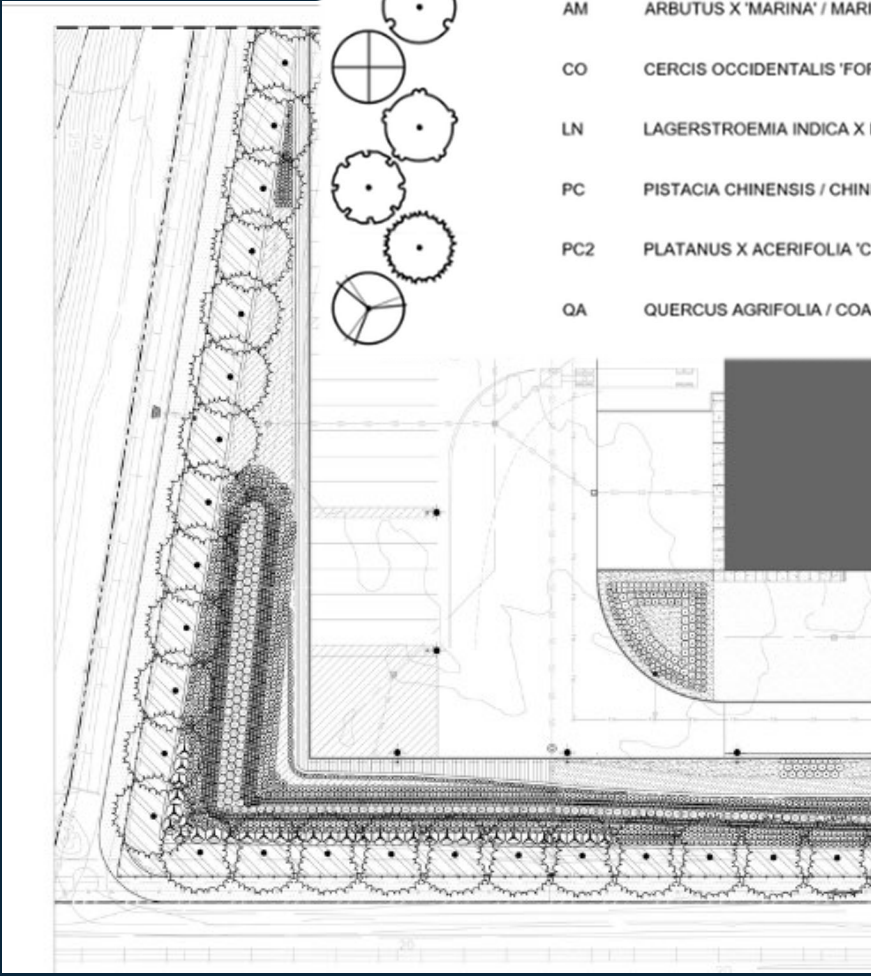 AM ARBUTUS X 'MARINA' / MARI
CO CERCIS OCCIDENTALIS 'FOR
LN LAGERSTROEMIA INDICA X
PC PISTACIA CHINENSIS / CHIN
PC2 PLATANUS X ACERIFOLIA 'C
QA QUERCUS AGRIFOLIA / COA
20